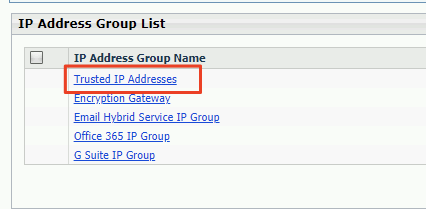 IP Address Group List
IP Address Group Name
Trusted IP Addresses
Encryption Gateway
Email Hybrid Service IP Group
Office 365 IP Group
G Suite IP Group